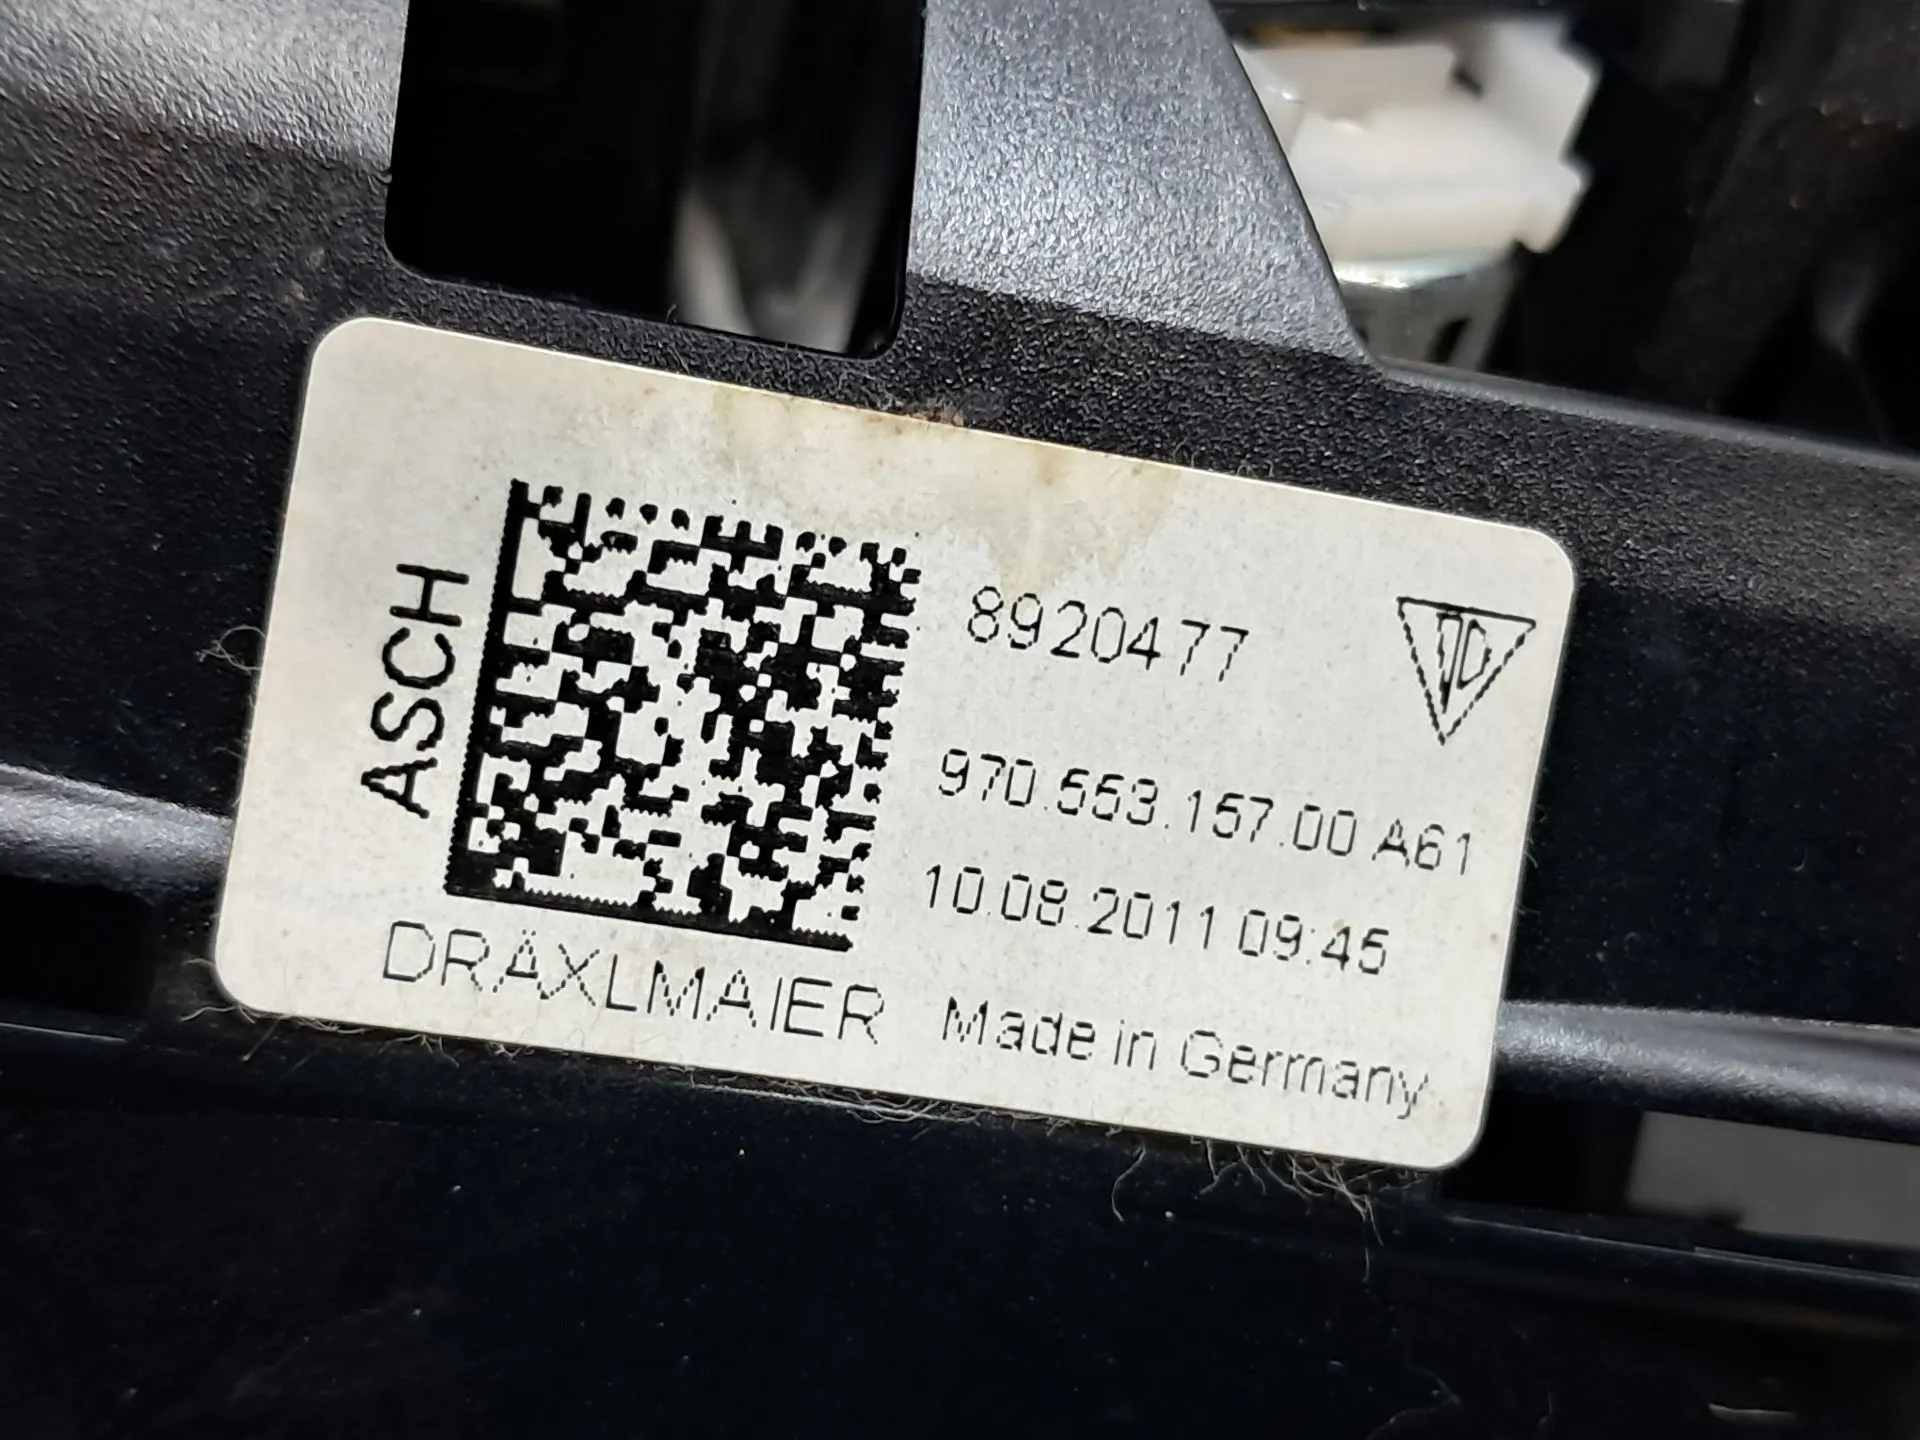 ASCH
8920477
970.553.157.00 A61
10.08.2011 09:45
DRÄXLMAIER Made in Germany